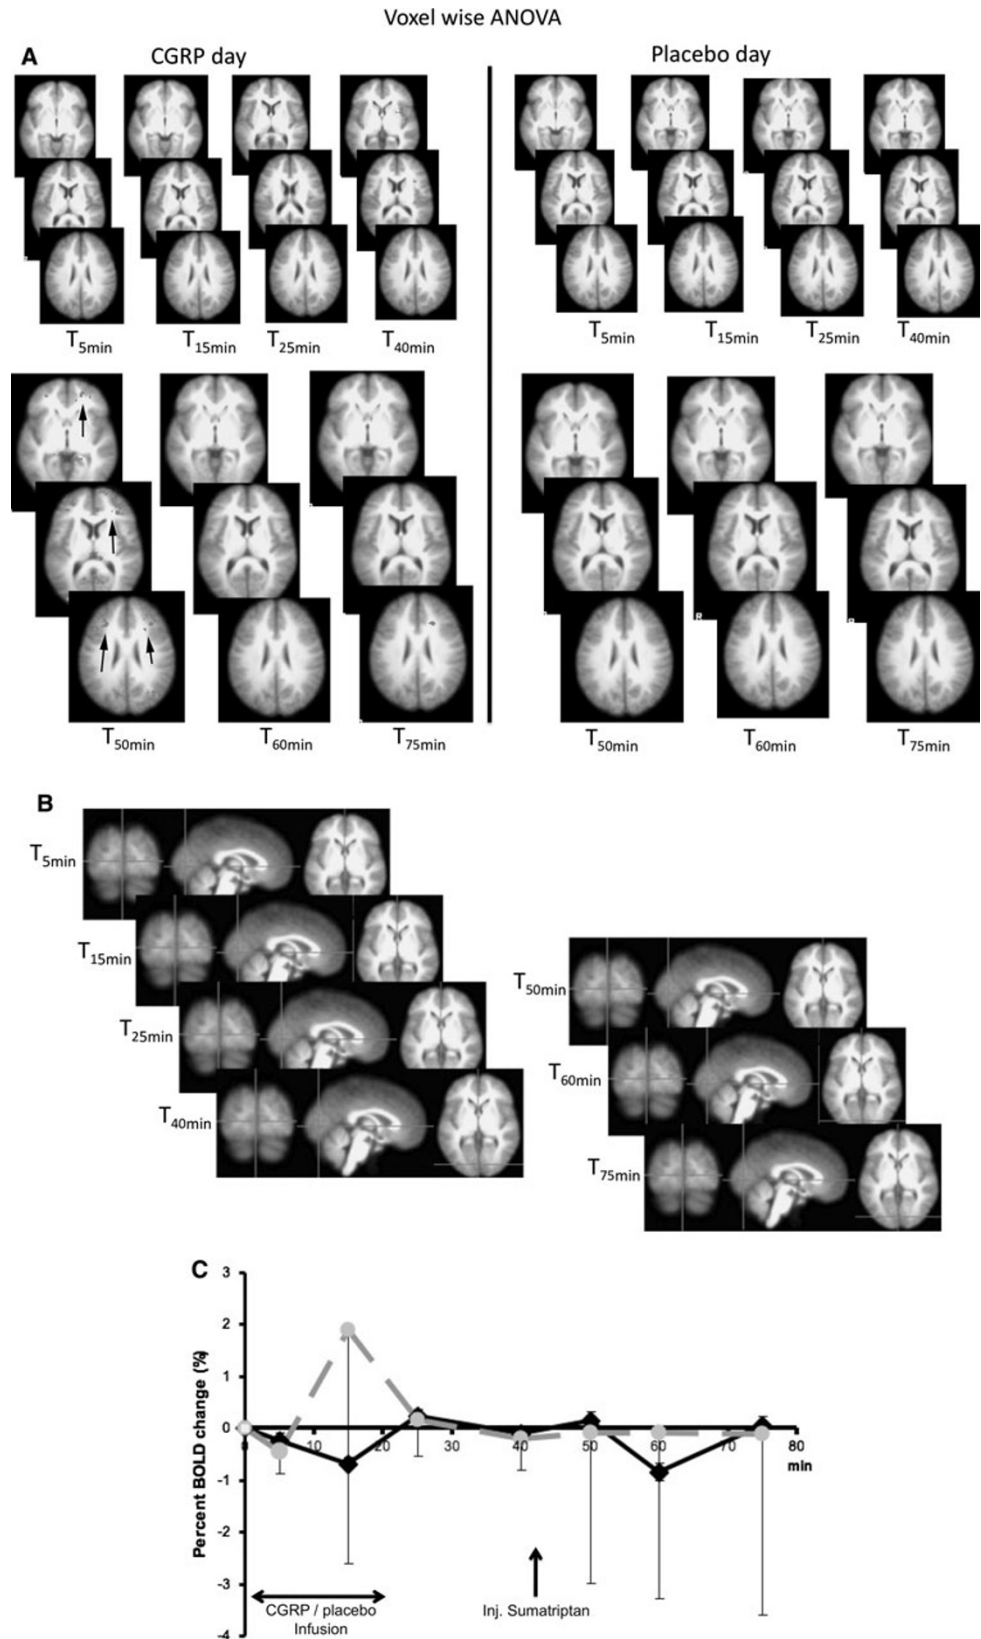 Voxel wise ANOVA
A
CGRP day
Placebo day
T5min T15min T25min T40min
T5min T15min T25min T40min
T50min T60min T75min
T50min T60min T75min
B
T5min
T15min
T25min
T40min
T50min
T60min
T75min
C
Percent BOLD change (%)
3
2
1
0
-1
-2
-3
-4
0 10 20 30 40 50 60 70 80
min
CGRP / placebo
Infusion
Inj. Sumatriptan